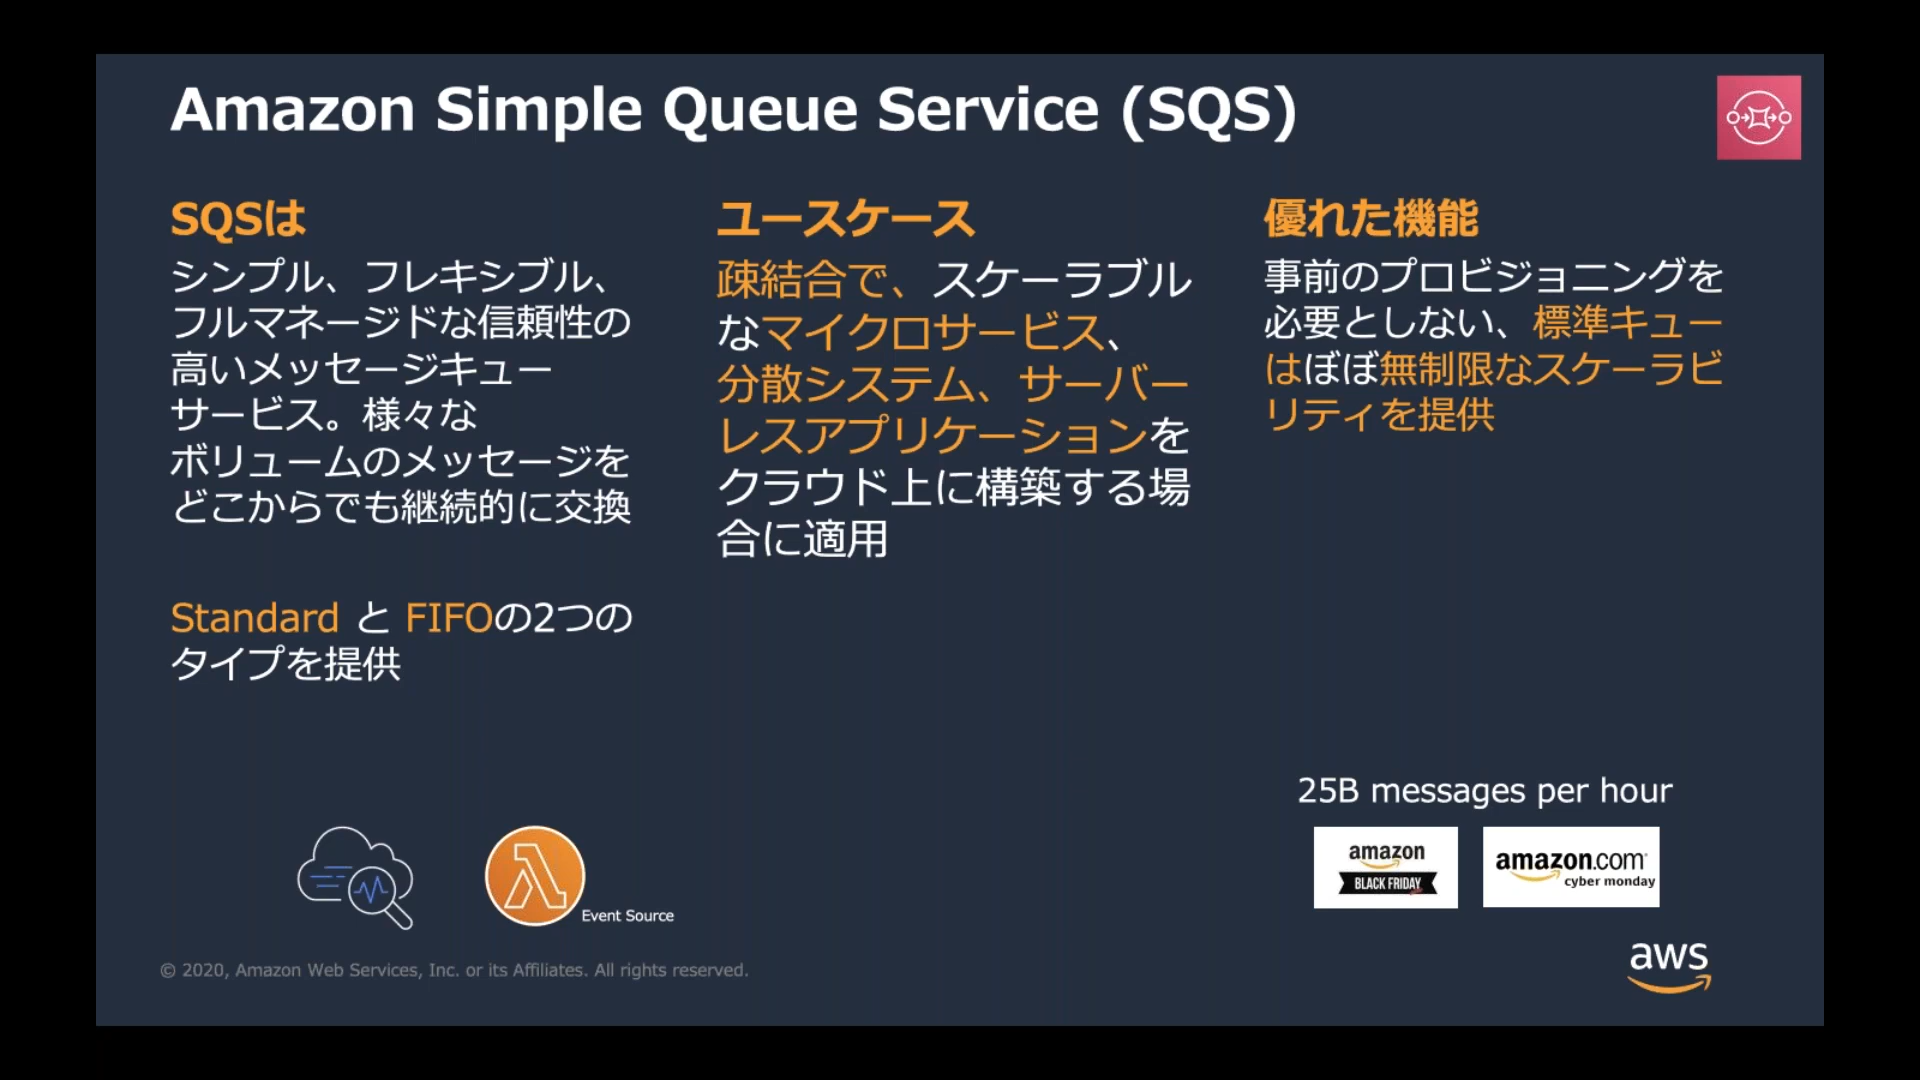 Amazon Simple Queue Service (SQS)
SQSは
シンプル、フレキシブル、
フルマネージドな信頼性の
高いメッセージキュー
サービス。様々な
ボリュームのメッセージを
どこからでも継続的に交換
Standard と FIFOの2つの
タイプを提供
ユースケース
疎結合で、スケーラブル
なマイクロサービス、
分散システム、サーバー
レスアプリケーションを
クラウド上に構築する場
合に適用
優れた機能
事前のプロビジョニングを
必要としない、標準キュー
はぼぼ無制限なスケーラビ
リティを提供
Event Source
25B messages per hour
amazon
BLACK FRIDAY
amazon.com
cyber monday
© 2020, Amazon Web Services, Inc. or its Affiliates. All rights reserved.
aws